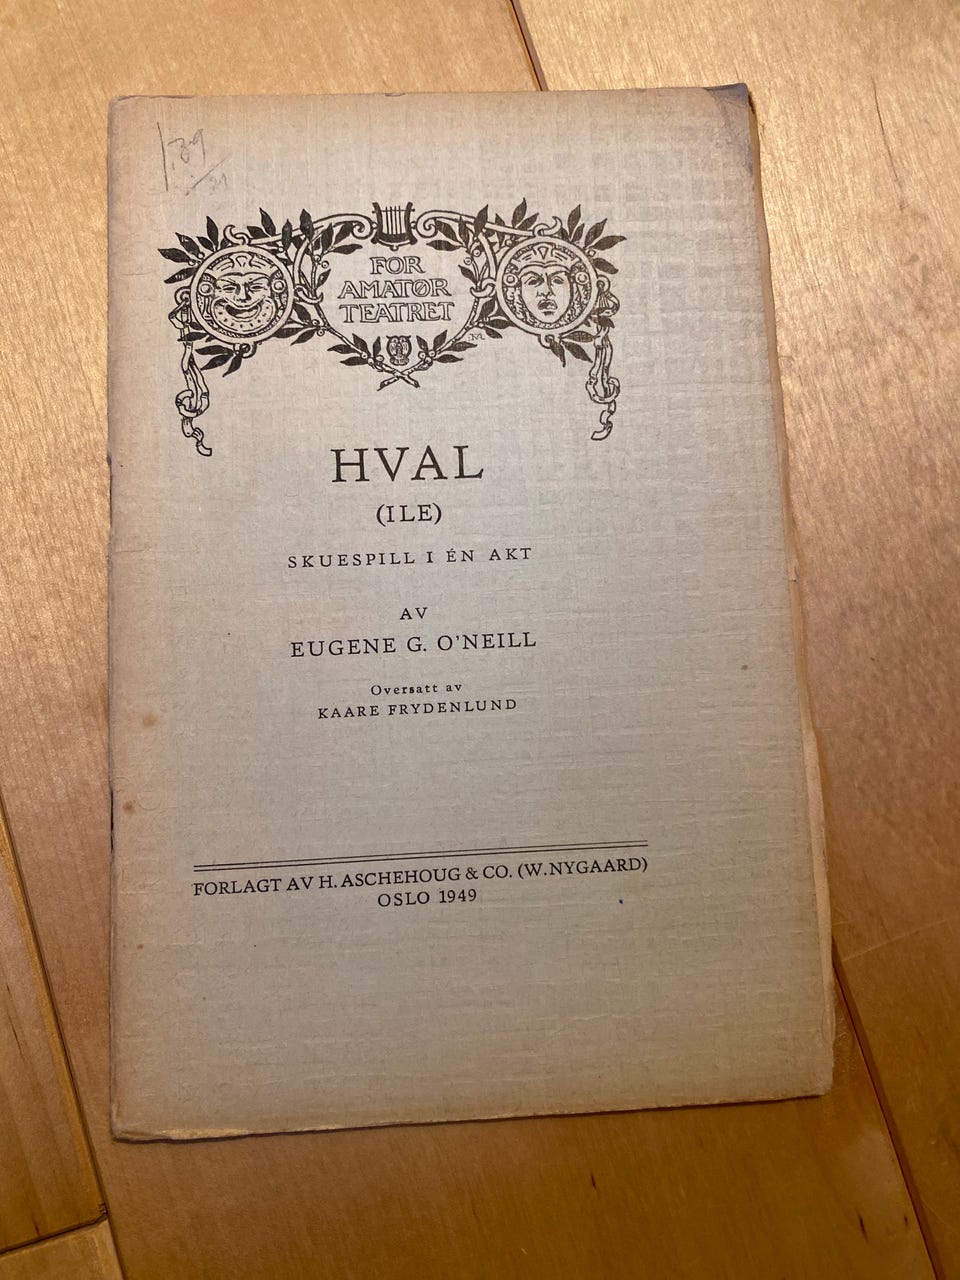 FOR
AMATØR
TEATRET
HVAL
(ILE)
SKUESPILL I ÉN AKT
AV
EUGENE G. O'NEILL
Oversatt av
KAARE FRYDENLUND
FORLAGT AV H. ASCHEHOUG & CO. (W. NYGAARD)
OSLO 1949